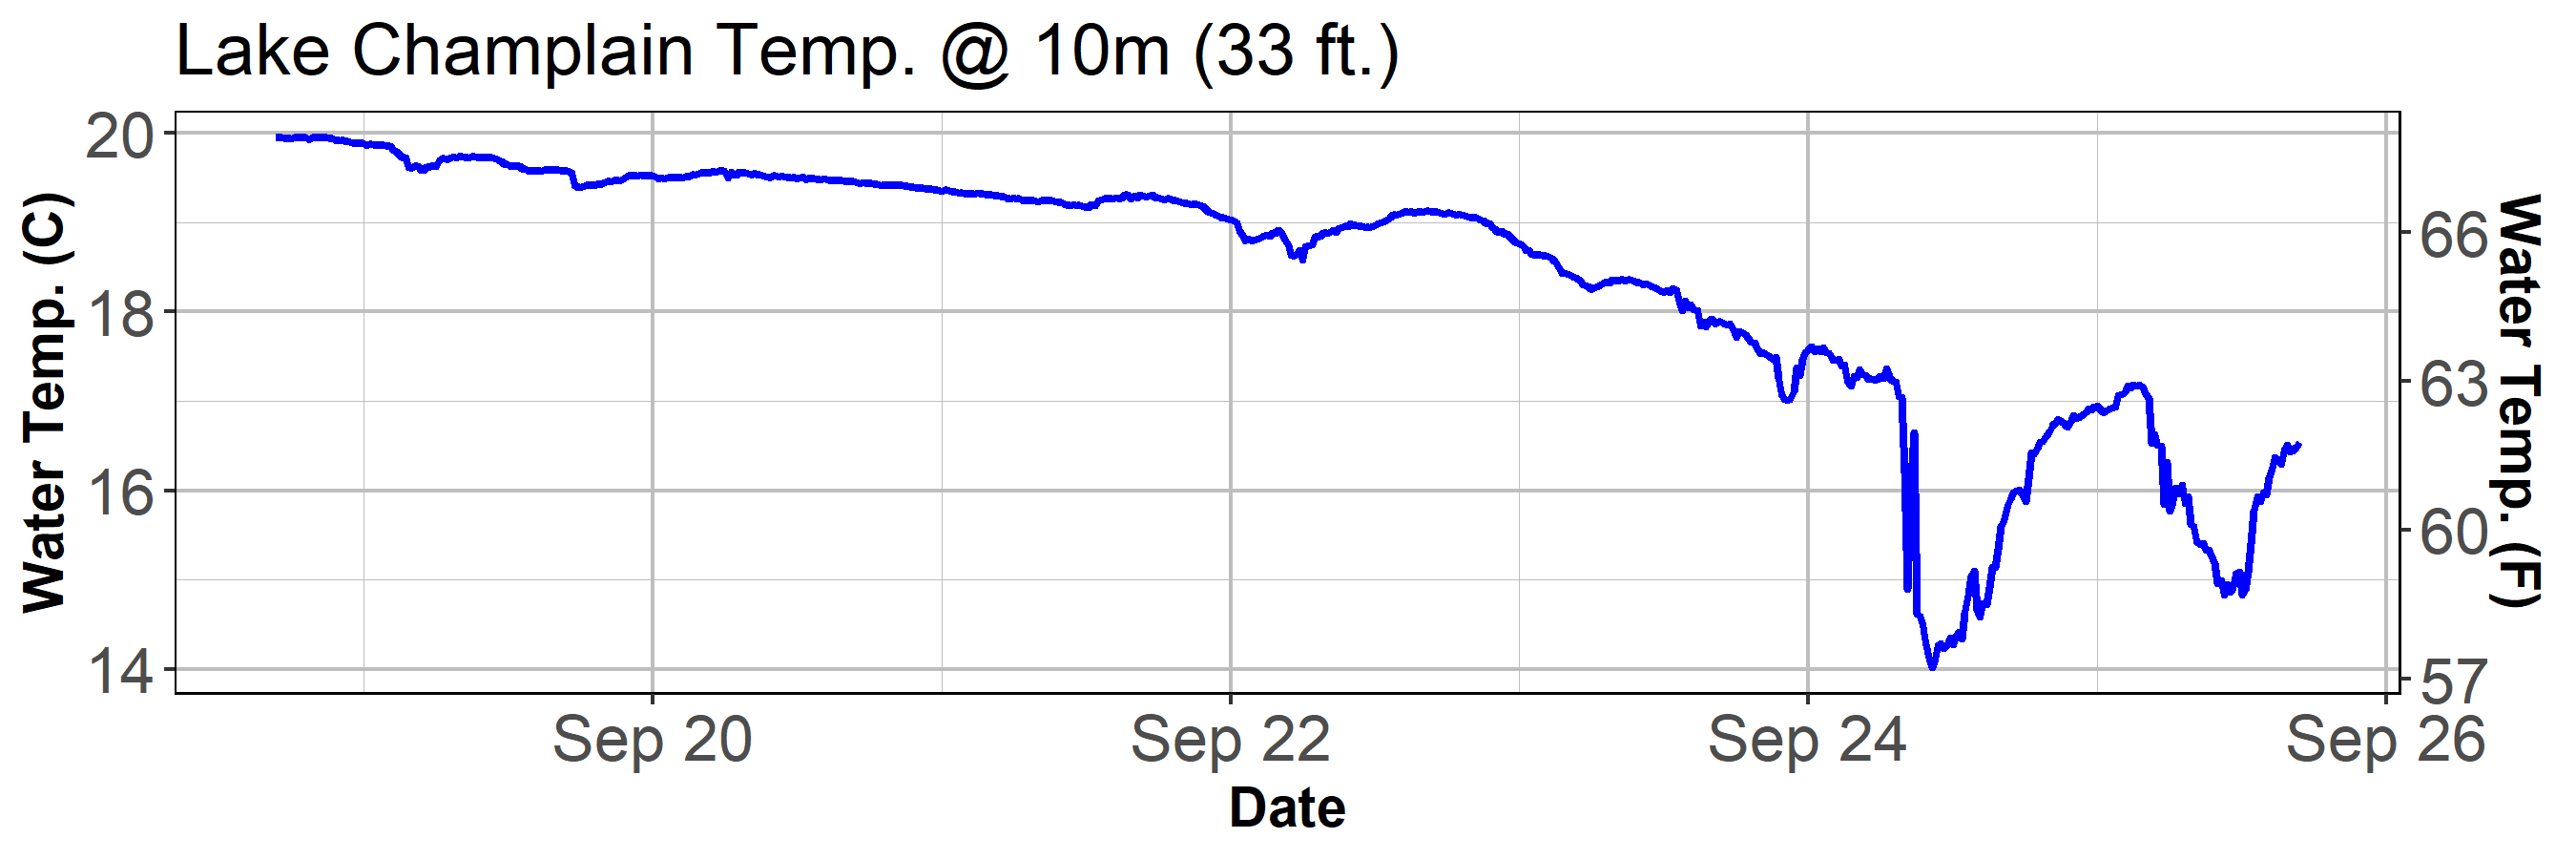 Lake Champlain Temp. @ 10m (33 ft.)
Water Temp. (C)
20
18
16
14
66
63
60
57
Water Temp. (F)
Sep 20
Sep 22
Sep 24
Sep 26
Date